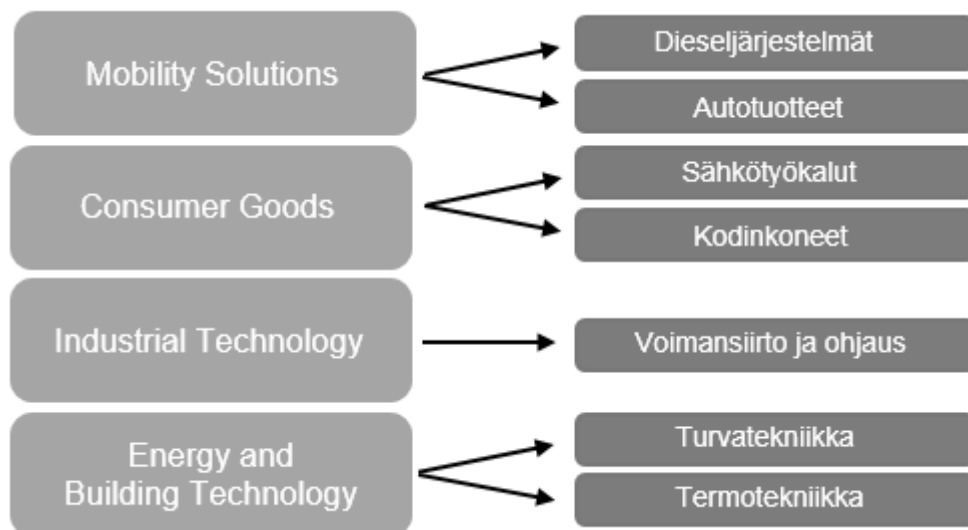 Mobility Solutions
Dieseljärjestelmät
Autotuotteet
Consumer Goods
Sähkötyökalut
Kodinkoneet
Industrial Technology
Voimansiirto ja ohjaus
Energy and
Building Technology
Turvatekniikka
Termotekniikka